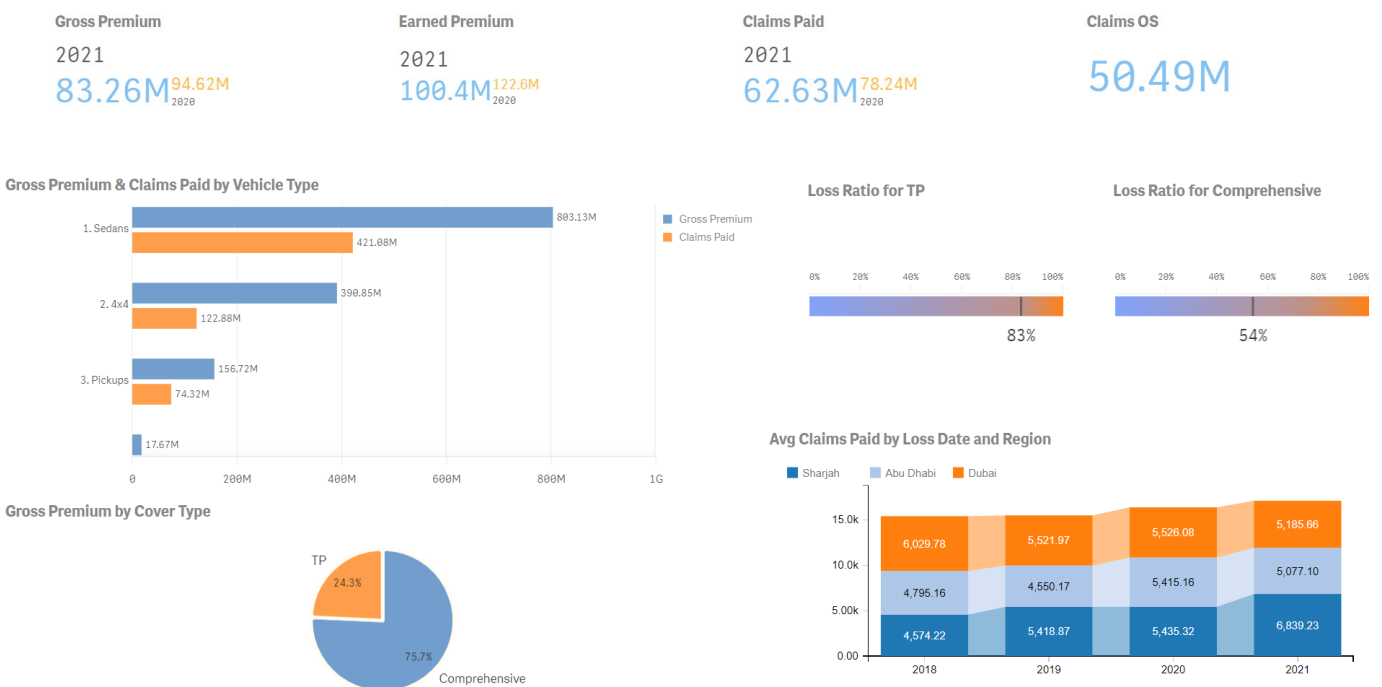 Gross Premium
2021
83.26M 94.62M
2020
Earned Premium
2021
100.4M 122.6M
2020
Claims Paid
2021
62.63M 78.24M
2020
Claims OS
50.49M
Gross Premium & Claims Paid by Vehicle Type
1. Sedans
803.13M
421.08M
2. 4x4
390.85M
122.88M
3. Pickups
156.72M
74.32M
17.67M
0 200M 400M 600M 800M 1G
Gross Premium
Claims Paid
Loss Ratio for TP
0% 20% 40% 60% 80% 100%
83%
Loss Ratio for Comprehensive
0% 20% 40% 60% 80% 100%
54%
Gross Premium by Cover Type
TP
24.3%
75.7%
Comprehensive
Avg Claims Paid by Loss Date and Region
Sharjah Abu Dhabi Dubai
15.0k
10.0k
5.00k
0.00
6,029.78 5,521.97 5,526.08 5,185.66
4,795.16 4,550.17 5,415.16 5,077.10
4,574.22 5,418.87 5,435.32 6,839.23
2018 2019 2020 2021